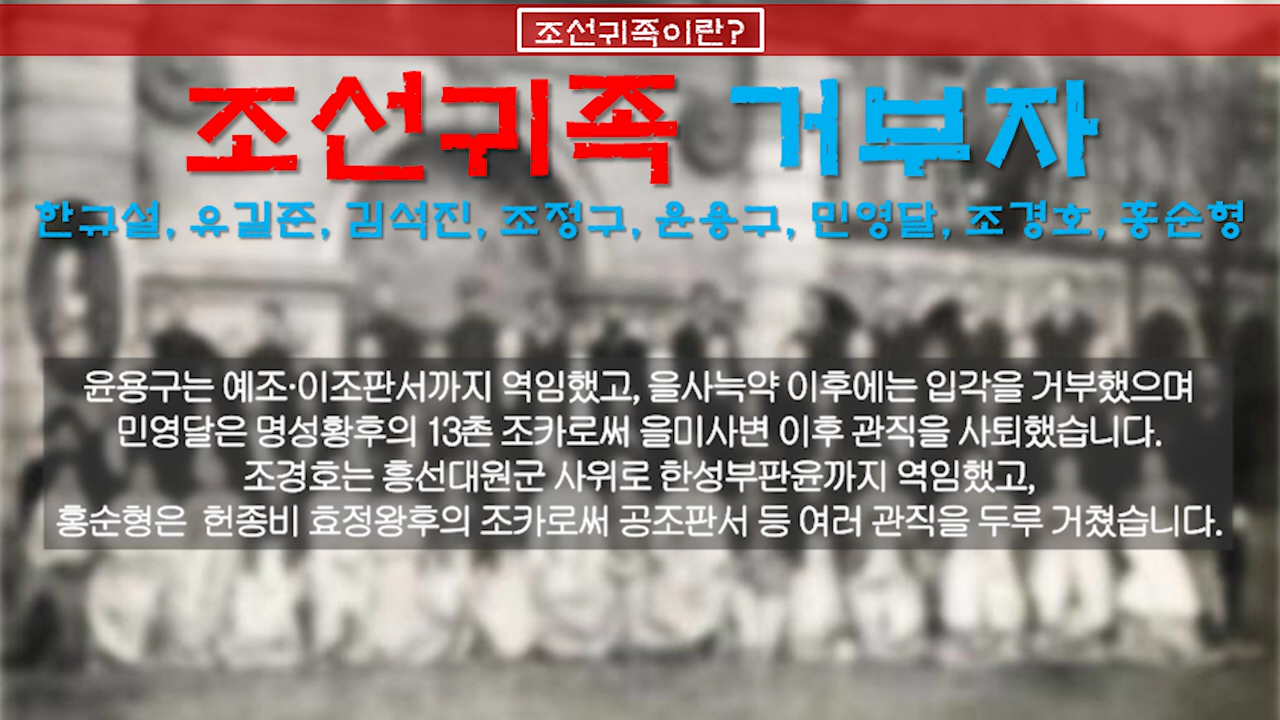 조선귀족이란?
조선귀족 거부자
한규설, 유길준, 김석진, 조정구, 윤용구, 민영달, 조경호, 홍순형
윤용구는 예조·이조판서까지 역임했고, 을사늑약 이후에는 입각을 거부했으며
민영달은 명성황후의 13촌 조카로써 을미사변 이후 관직을 사퇴했습니다.
조경호는 흥선대원군 사위로 한성부판윤까지 역임했고,
홍순형은 헌종비 효정왕후의 조카로써 공조판서 등 여러 관직을 두루 거쳤습니다.